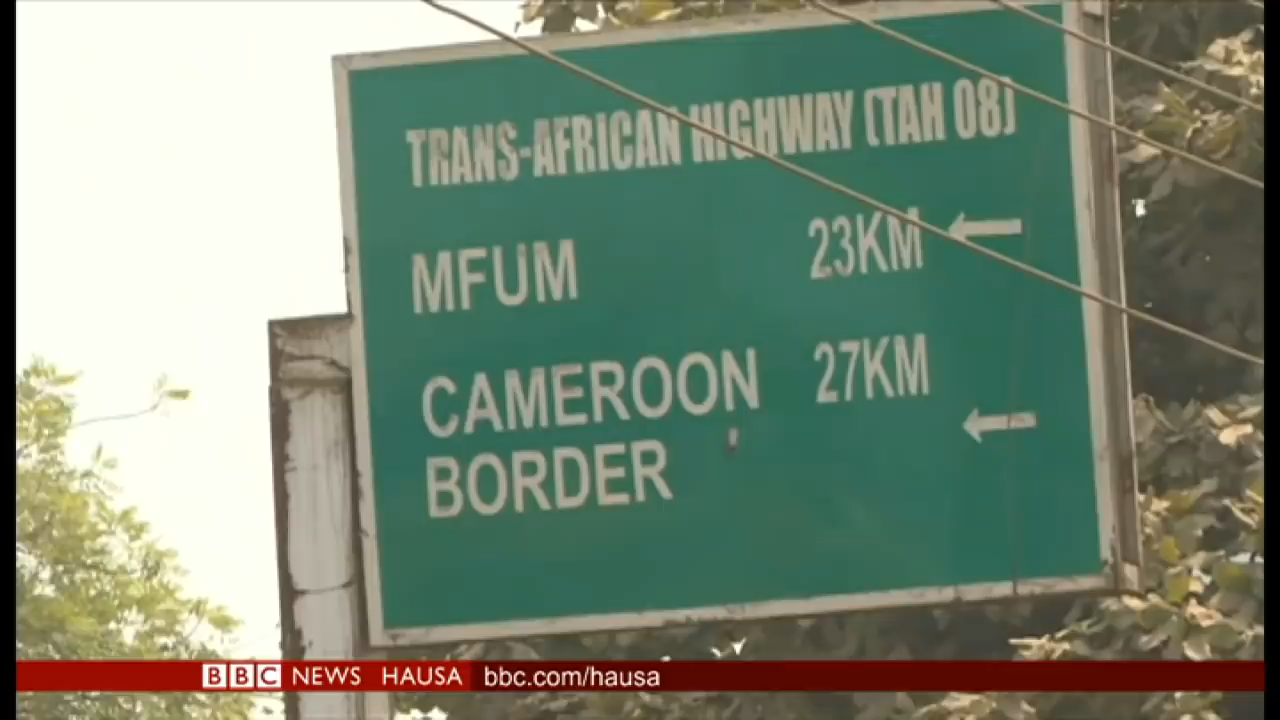 TRANS-AFRICAN HIGHWAY (TAH 08)
MFUM 23KM
CAMEROON 27KM
BORDER
BBC NEWS HAUSA bbc.com/hausa